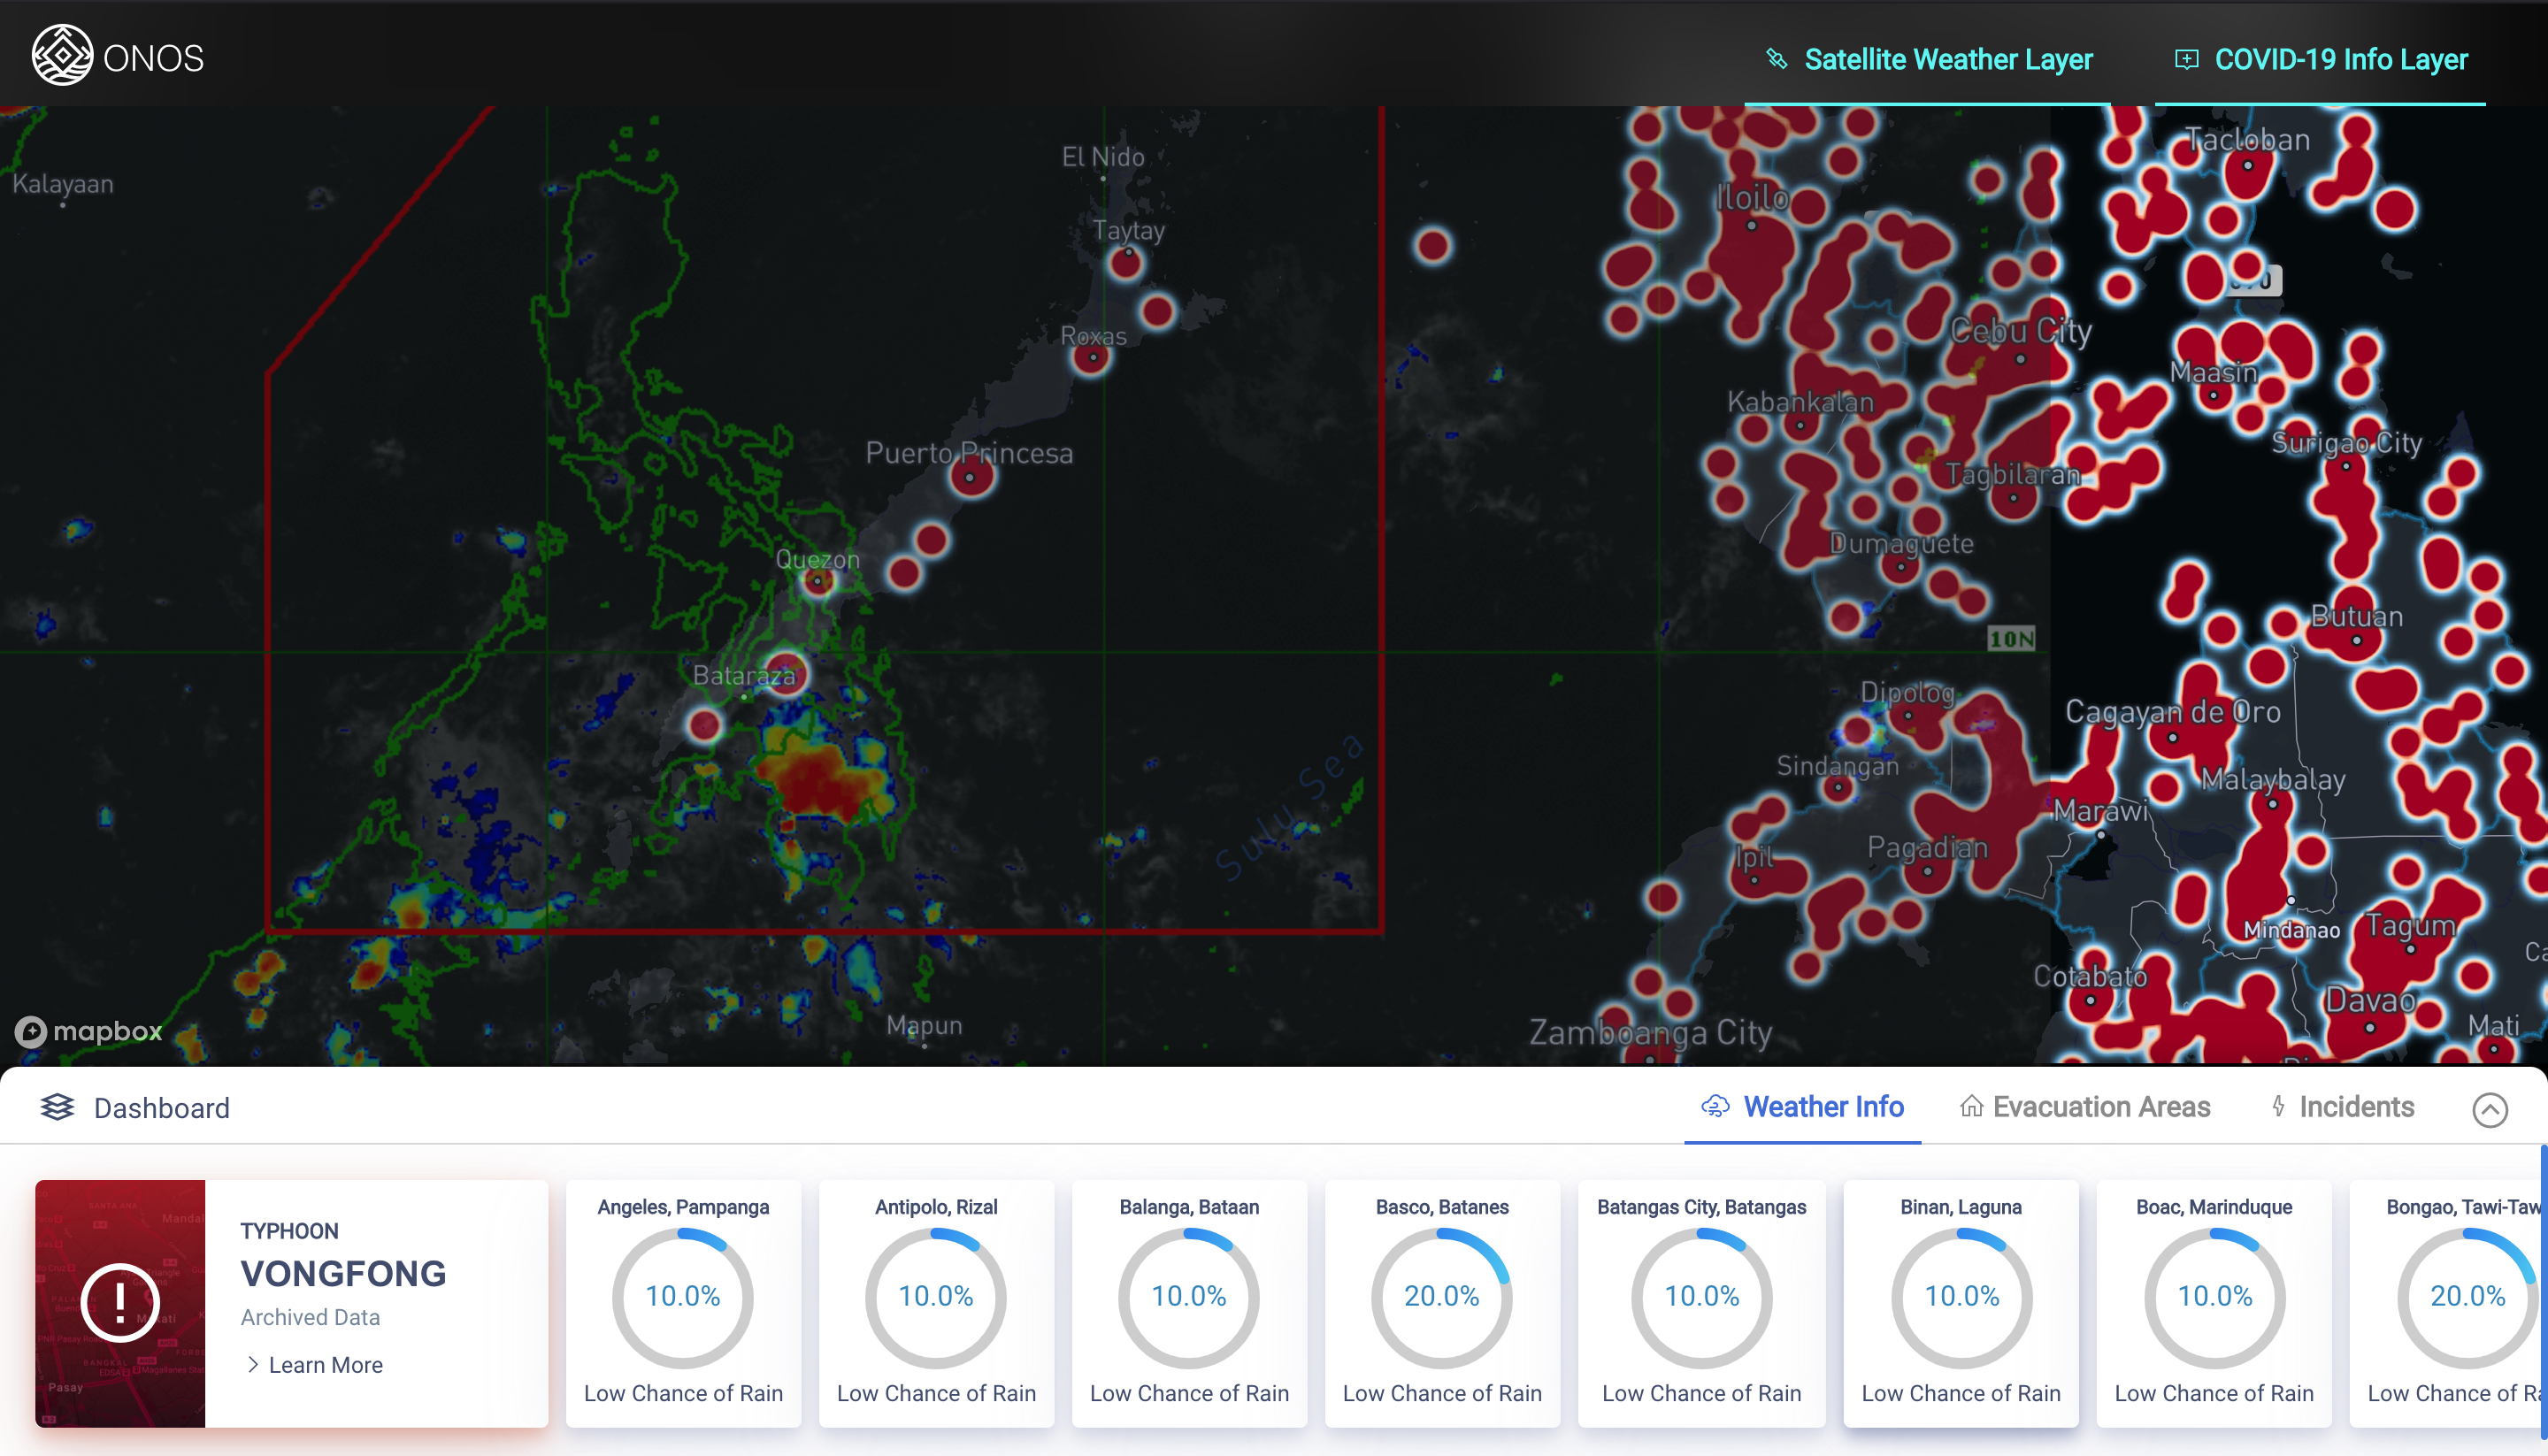 ONOS
Satellite Weather Layer
COVID-19 Info Layer
Kalayaan
El Nido
Taytay
Roxas
Puerto Princesa
Quezon
Bataraza
Sulu Sea
Mapun
Iloilo
Tacloban
Cebu City
Kabankalan
Maasin
Surigao City
Tagbilaran
Dumaguete
Butuan
10N
Dipolog
Cagayan de Oro
Sindangan
Malaybalay
Marawi
Ipil
Pagadian
Mindanao
Tagum
Cotabato
Davao
Mati
Zamboanga City
mapbox
Dashboard
Weather Info
Evacuation Areas
Incidents
TYPHOON
VONGFONG
Archived Data
Learn More
SANTA ANA
Pasay
Angeles, Pampanga
10.0%
Low Chance of Rain
Antipolo, Rizal
10.0%
Low Chance of Rain
Balanga, Bataan
10.0%
Low Chance of Rain
Basco, Batanes
20.0%
Low Chance of Rain
Batangas City, Batangas
10.0%
Low Chance of Rain
Binan, Laguna
10.0%
Low Chance of Rain
Boac, Marinduque
10.0%
Low Chance of Rain
Bongao, Tawi-Taw
20.0%
Low Chance of Ra